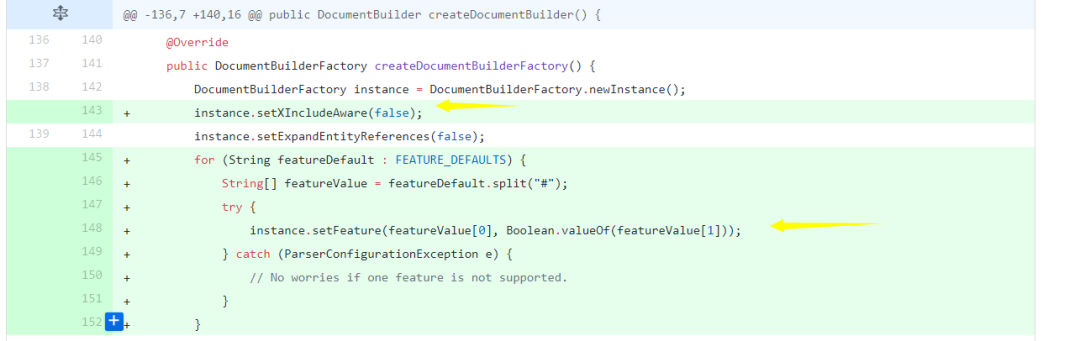 @@ -136,7 +140,16 @@ public DocumentBuilder createDocumentBuilder() {
136 140 @Override
137 141 public DocumentBuilderFactory createDocumentBuilderFactory() {
138 142 DocumentBuilderFactory instance = DocumentBuilderFactory.newInstance();
143 + instance.setXIncludeAware(false);
139 144 instance.setExpandEntityReferences(false);
145 + for (String featureDefault : FEATURE_DEFAULTS) {
146 + String[] featureValue = featureDefault.split("#");
147 + try {
148 + instance.setFeature(featureValue[0], Boolean.valueOf(featureValue[1]));
149 + } catch (ParserConfigurationException e) {
150 + // No worries if one feature is not supported.
151 + }
152 + }